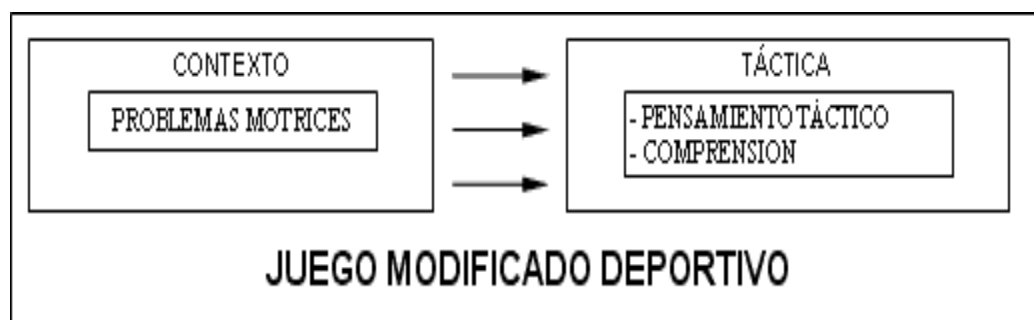 CONTEXTO
PROBLEMAS MOTRICES
TÁCTICA
- PENSAMIENTO TÁCTICO
- COMPRENSION
JUEGO MODIFICADO DEPORTIVO